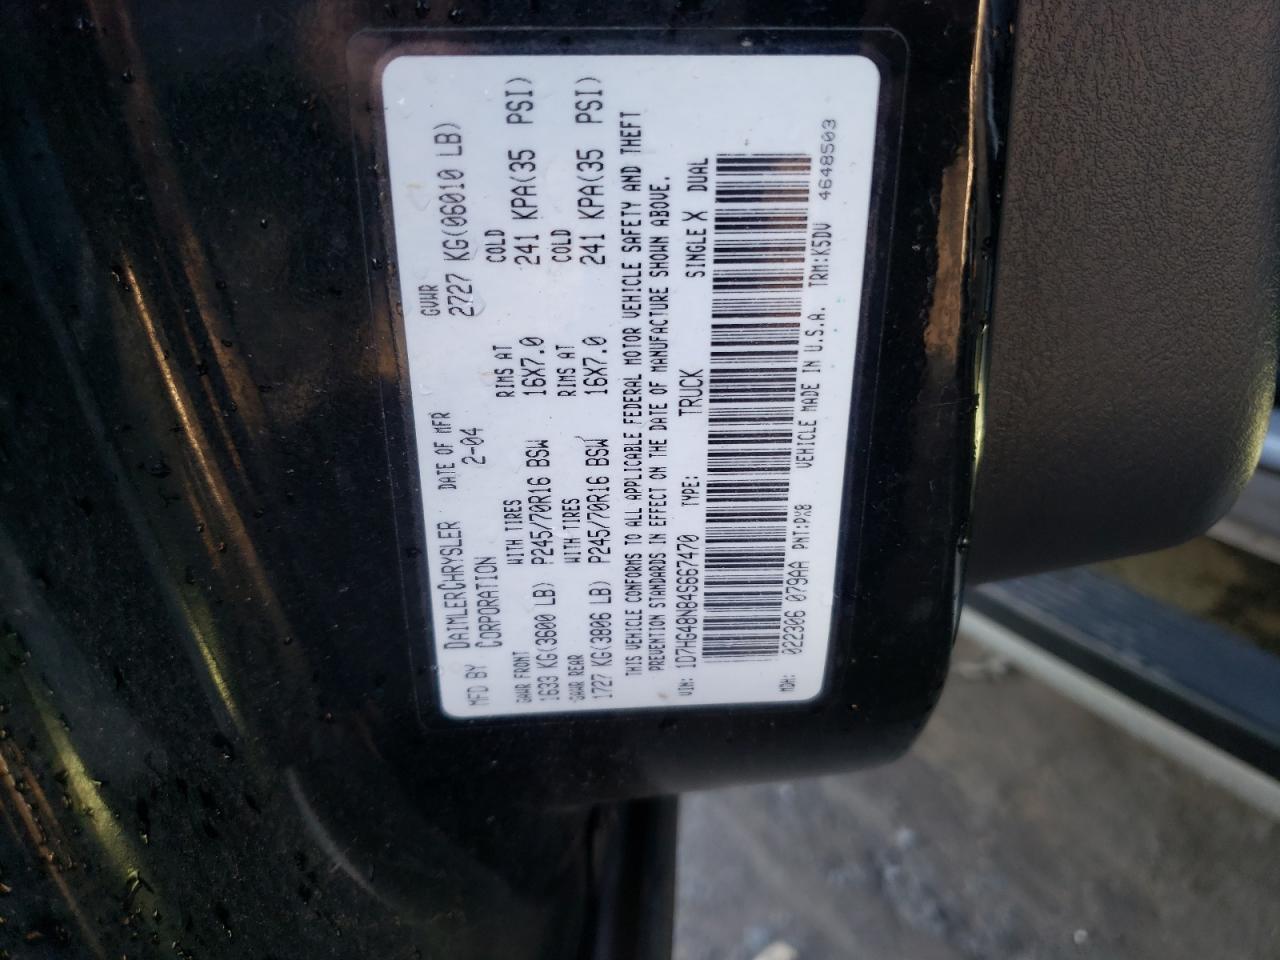 MFD BY DAIMLERCHRYSLER CORPORATION DATE OF MFR 2-04 GVWR 2727 KG(06010 LB)
GAWR FRONT WITH TIRES RIMS AT COLD
1633 KG(3600 LB) P245/70R16 BSW 16X7.0 241 KPA(35 PSI)
GAWR REAR WITH TIRES RIMS AT COLD
1727 KG(3806 LB) P245/70R16 BSW 16X7.0 241 KPA(35 PSI)
THIS VEHICLE CONFORMS TO ALL APPLICABLE FEDERAL MOTOR VEHICLE SAFETY AND THEFT
PREVENTION STANDARDS IN EFFECT ON THE DATE OF MANUFACTURE SHOWN ABOVE.
VIN: 1D7HG48N84S667470 TYPE: TRUCK SINGLE X DUAL
MDH: 022306 079AA PNT:PX8 VEHICLE MADE IN U.S.A. TRM:K5DV 4648503